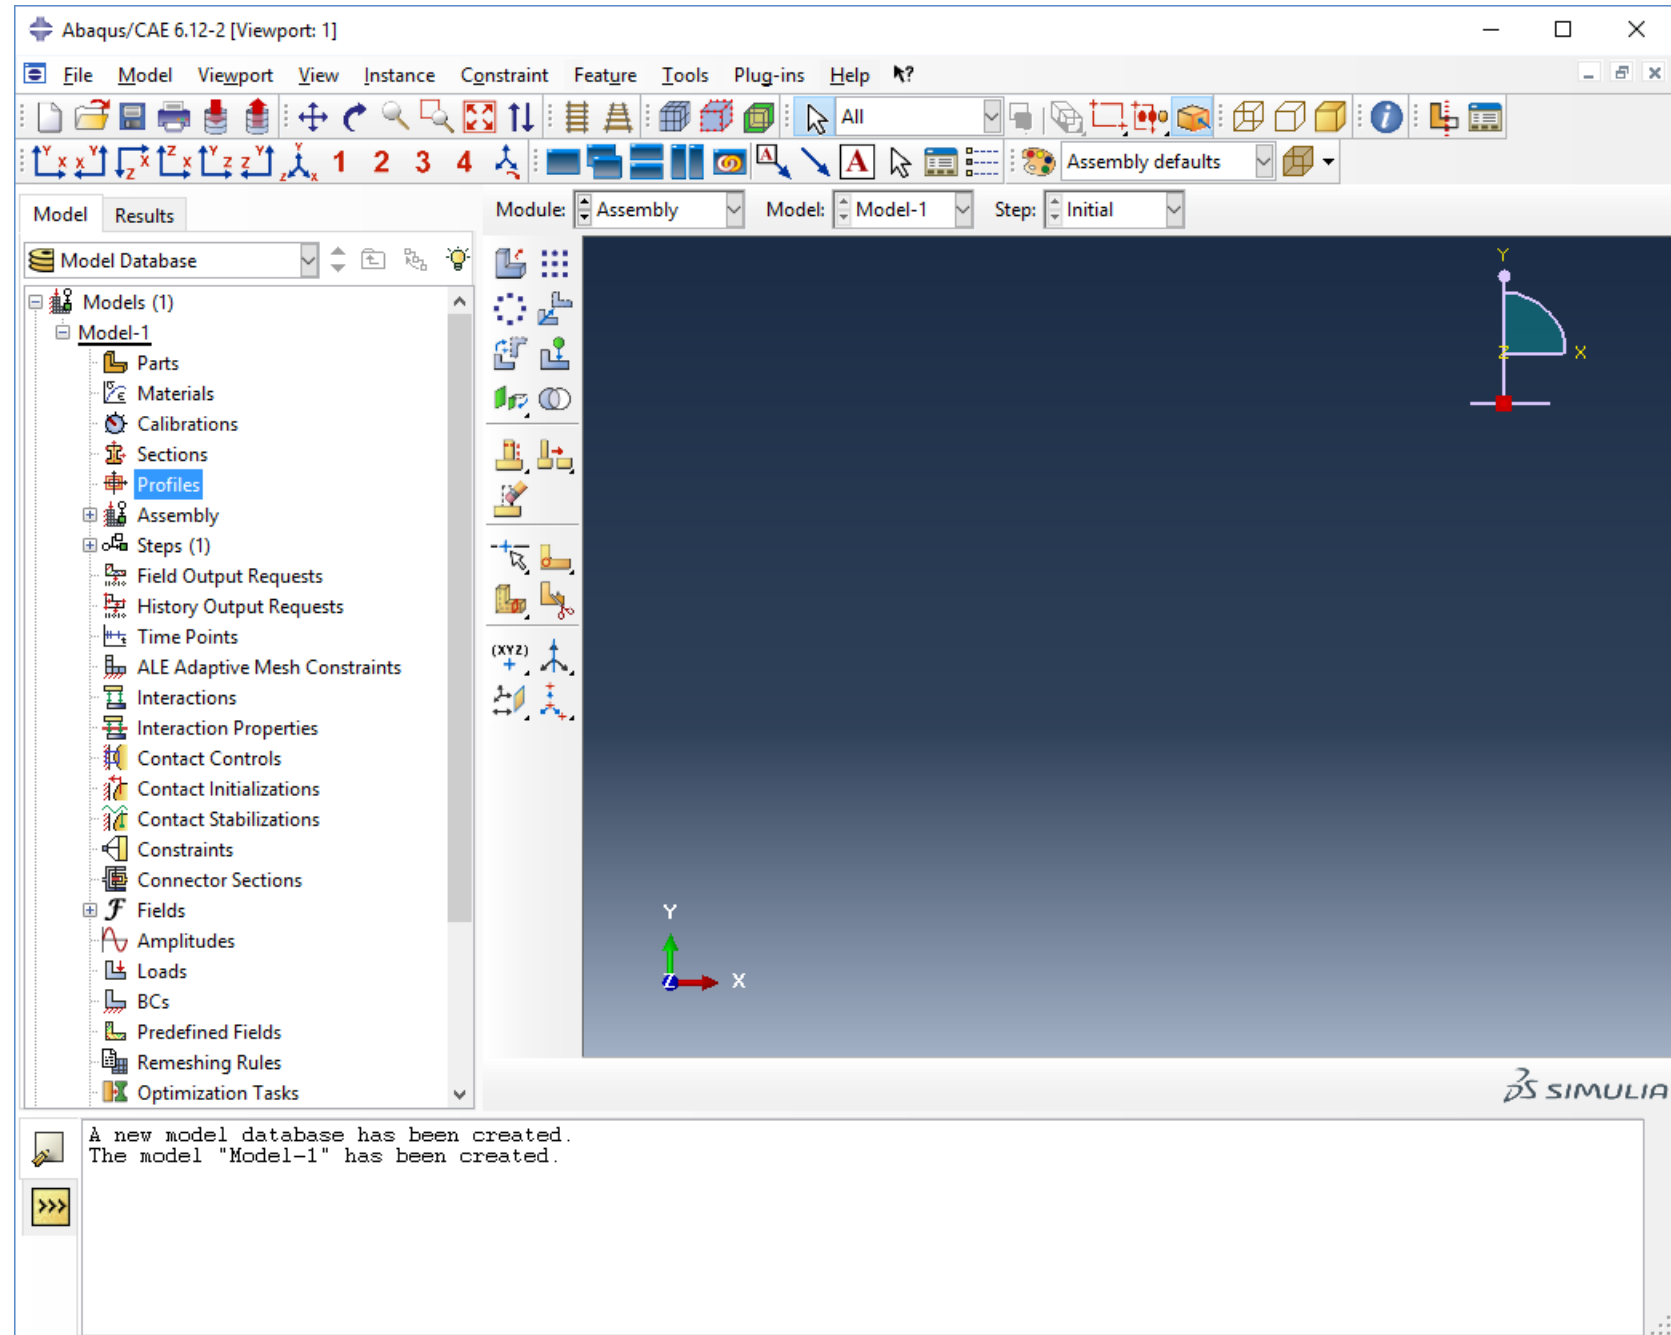 Abaqus/CAE 6.12-2 [Viewport: 1]
File Model Viewport View Instance Constraint Feature Tools Plug-ins Help ?
All
1 2 3 4 A A Assembly defaults
Model Results
Module: Assembly Model: Model-1 Step: Initial
Model Database
Models (1)
Model-1
Parts
Materials
Calibrations
Sections
Profiles
Assembly
Steps (1)
Field Output Requests
History Output Requests
Time Points
ALE Adaptive Mesh Constraints
Interactions
Interaction Properties
Contact Controls
Contact Initializations
Contact Stabilizations
Constraints
Connector Sections
Fields
Amplitudes
Loads
BCs
Predefined Fields
Remeshing Rules
Optimization Tasks
(XYZ)
Y
Z X
Y
Z X
SIMULIA
A new model database has been created.
The model "Model-1" has been created.
>>>